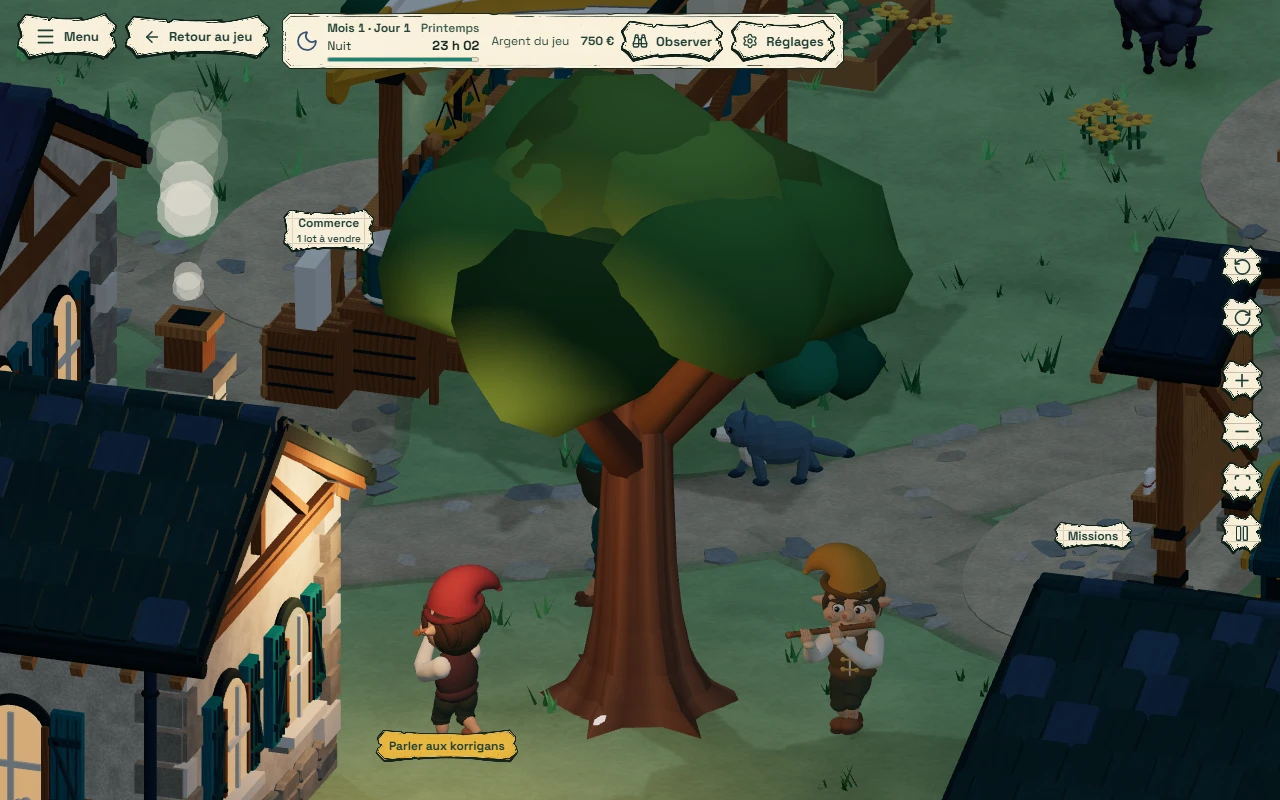 Menu
Retour au jeu
Mois 1 · Jour 1 Printemps
Nuit 23 h 02
Argent du jeu 750 €
Observer
Réglages
Commerce
1 lot à vendre
Missions
Parler aux korrigans